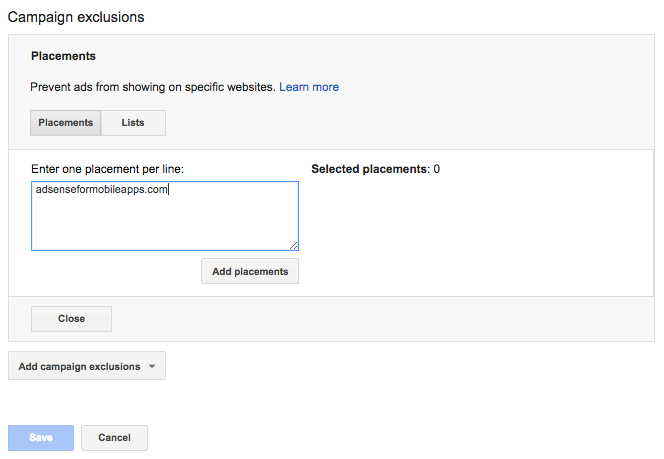 Campaign exclusions
Placements
Prevent ads from showing on specific websites. Learn more
Placements Lists
Enter one placement per line: Selected placements: 0
adsenseformobileapps.com
Add placements
Close
Add campaign exclusions
Save Cancel